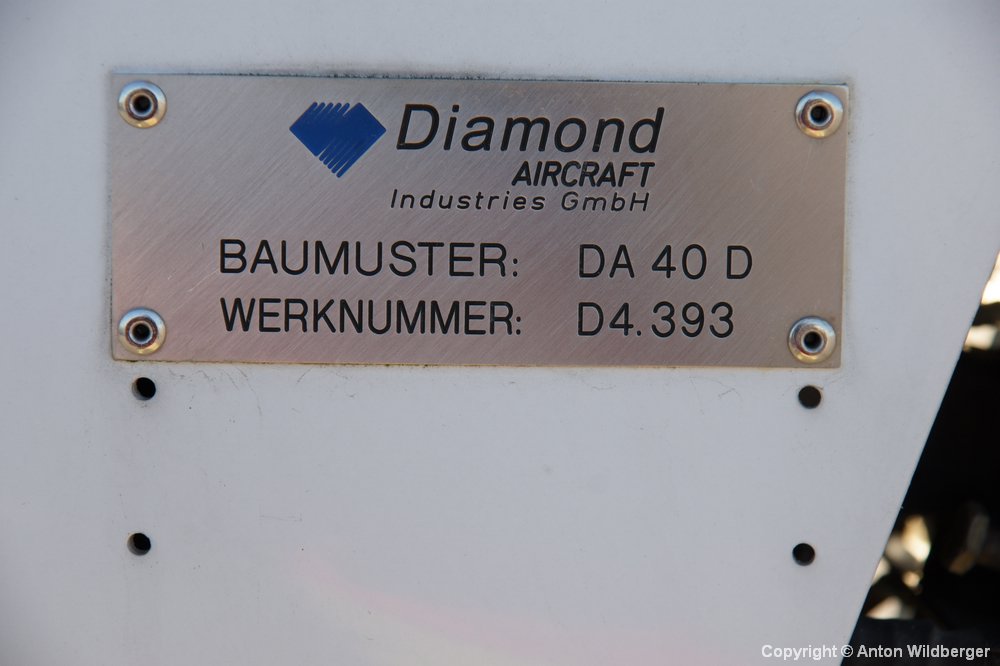 Diamond
AIRCRAFT
Industries GmbH
BAUMUSTER: DA 40 D
WERKNUMMER: D4.393
Copyright © Anton Wildberger